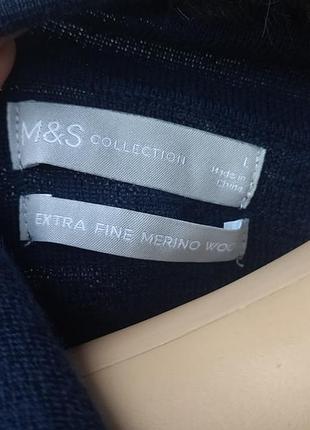 M&S COLLECTION
L
Made in
China
EXTRA FINE MERINO WOO